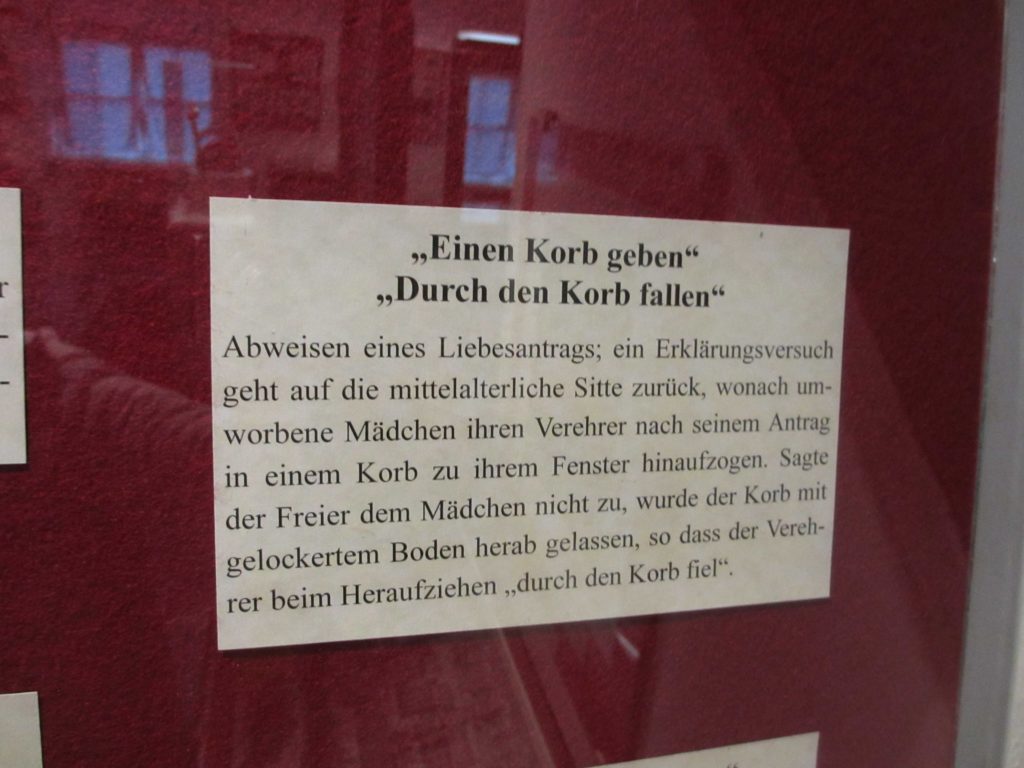 „Einen Korb geben“
„Durch den Korb fallen“
Abweisen eines Liebesantrags; ein Erklärungsversuch
geht auf die mittelalterliche Sitte zurück, wonach um-
worbene Mädchen ihren Verehrer nach seinem Antrag
in einem Korb zu ihrem Fenster hinaufzogen. Sagte
der Freier dem Mädchen nicht zu, wurde der Korb mit
gelockertem Boden herab gelassen, so dass der Vereh-
rer beim Heraufziehen „durch den Korb fiel“.